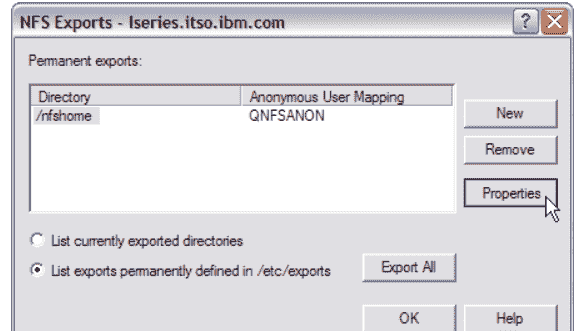 NFS Exports - Iseries.itso.ibm.com
Permanent exports:
Directory Anonymous User Mapping
/nfshome QNFSANON
New
Remove
Properties
List currently exported directories
List exports permanently defined in /etc/exports
Export All
OK Help